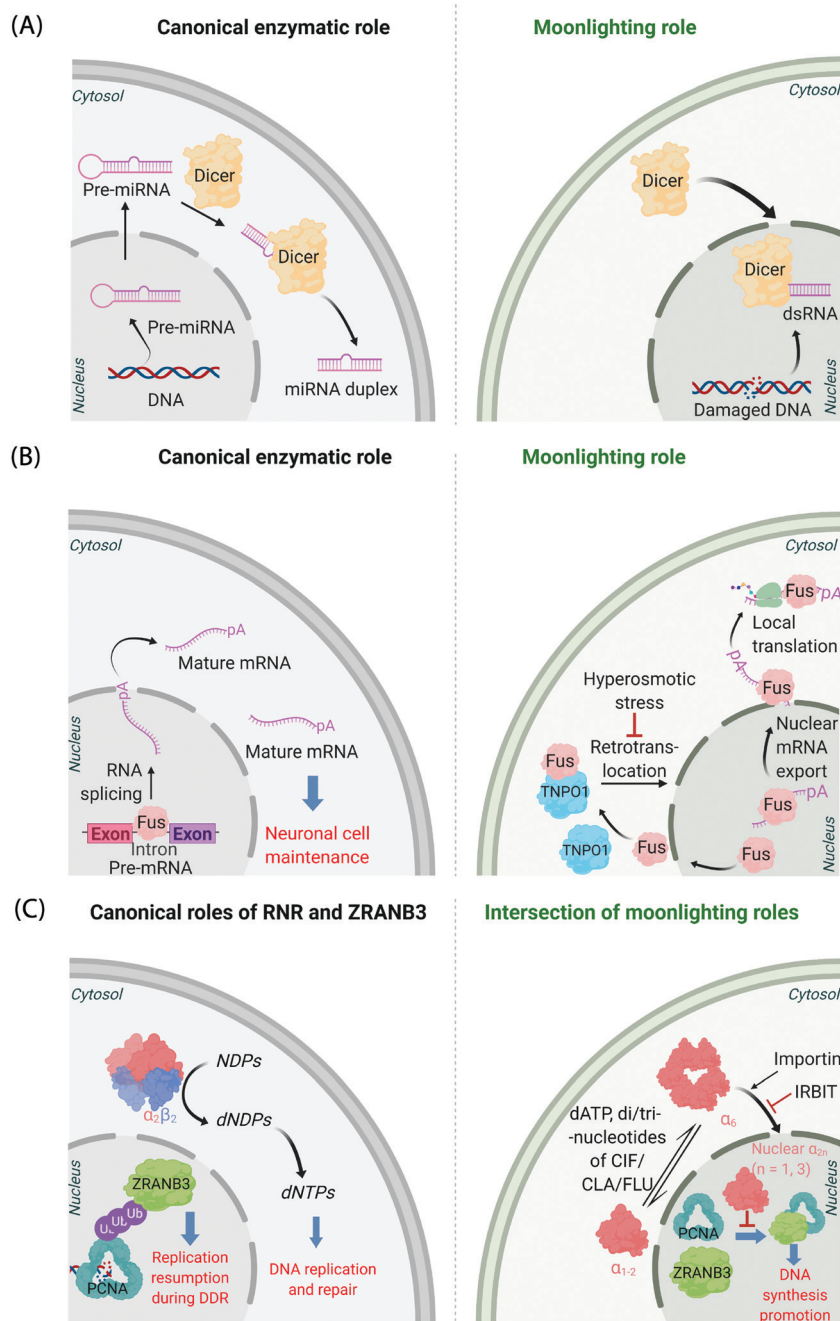 (A)
Canonical enzymatic role
Moonlighting role
Cytosol
Pre-miRNA
Dicer
Dicer
Pre-miRNA
DNA
Nucleus
miRNA duplex
Cytosol
Dicer
Dicer
dsRNA
Damaged DNA
Nucleus
(B)
Canonical enzymatic role
Moonlighting role
Cytosol
pA
Mature mRNA
pA
Nucleus
pA
Mature mRNA
RNA
splicing
Fus
Exon
Exon
Intron
Pre-mRNA
Neuronal cell
maintenance
Cytosol
Fus
pA
Local
translation
pA
Fus
Hyperosmotic
stress
Retrotrans-
location
Fus
TNPO1
TNPO1
Fus
Nuclear
mRNA
export
pA
Fus
Fus
Nucleus
(C)
Canonical roles of RNR and ZRANB3
Intersection of moonlighting roles
Cytosol
NDPs
α2β2
dNDPs
dNTPs
Nucleus
ZRANB3
Ub
Ub
Ub
PCNA
Replication
resumption
during DDR
DNA replication
and repair
Cytosol
Importin
IRBIT
α6
dATP, di/tri-
-nucleotides
of CIF/
CLA/FLU
α1-2
Nuclear α2n
(n = 1, 3)
PCNA
ZRANB3
DNA
synthesis
promotion
Nucleus